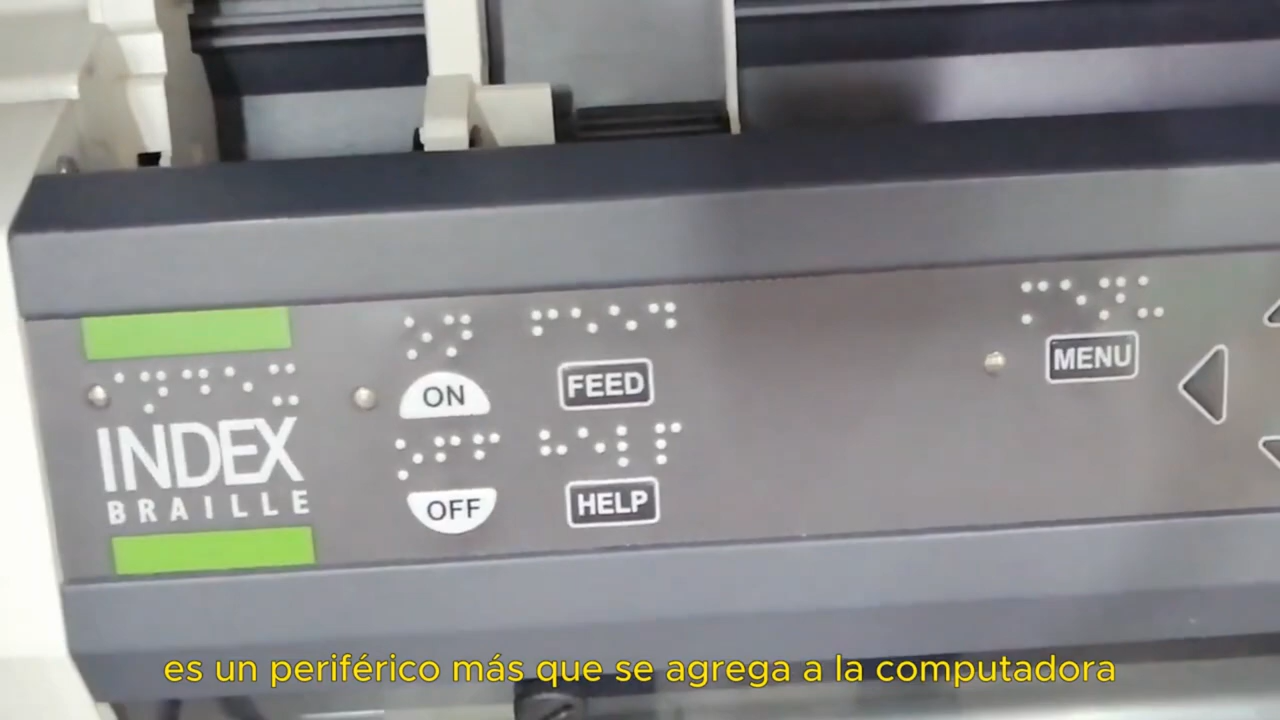 INDEX
BRAILLE
ON
OFF
FEED
HELP
MENU
es un periférico más que se agrega a la computadora